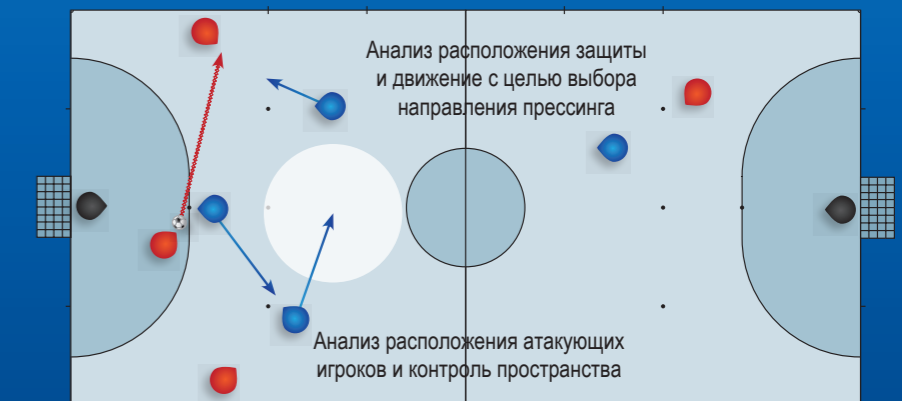 Анализ расположения защиты
и движение с целью выбора
направления прессинга
Анализ расположения атакующих
игроков и контроль пространства